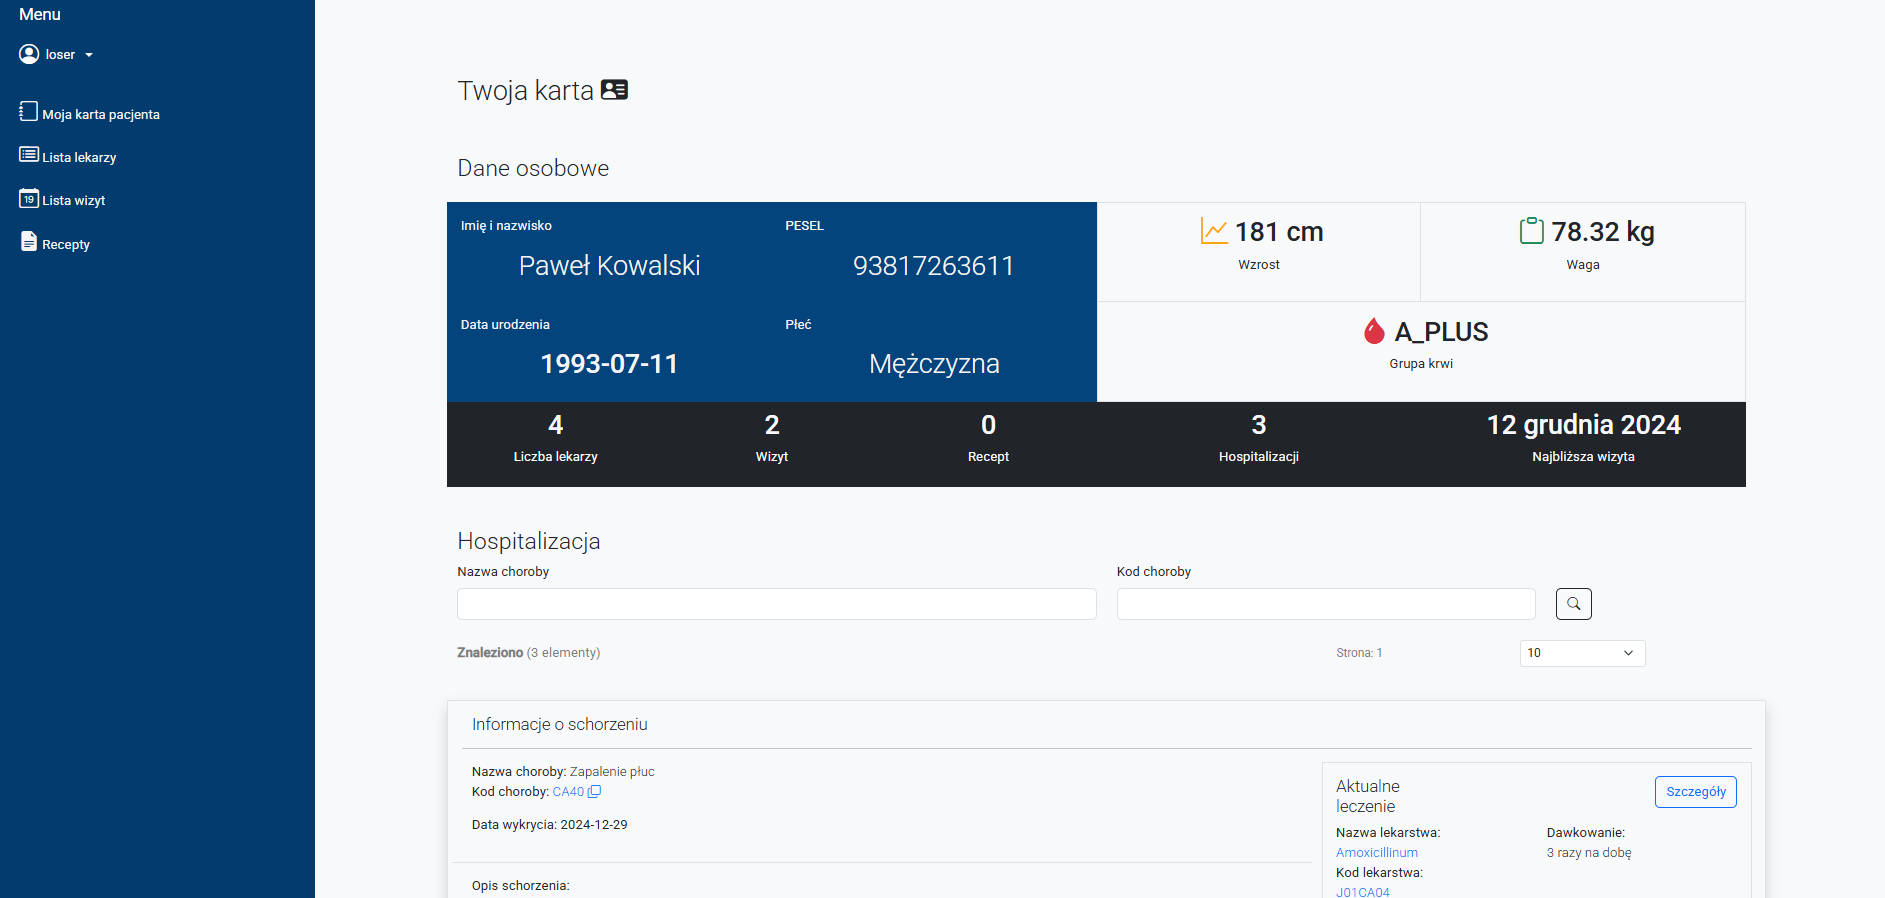 Menu
loser
Moja karta pacjenta
Lista lekarzy
19 Lista wizyt
Recepty
Twoja karta
Dane osobowe
Imię i nazwisko
Paweł Kowalski
PESEL
93817263611
Data urodzenia
1993-07-11
Płeć
Mężczyzna
181 cm
Wzrost
78.32 kg
Waga
A_PLUS
Grupa krwi
4
Liczba lekarzy
2
Wizyt
0
Recept
3
Hospitalizacji
12 grudnia 2024
Najbliższa wizyta
Hospitalizacja
Nazwa choroby
Kod choroby
Znaleziono (3 elementy)
Strona: 1
10
Informacje o schorzeniu
Nazwa choroby: Zapalenie płuc
Kod choroby: CA40
Data wykrycia: 2024-12-29
Opis schorzenia:
Aktualne
leczenie
Szczegóły
Nazwa lekarstwa:
Amoxicillinum
Kod lekarstwa:
J01CA04
Dawkowanie:
3 razy na dobę